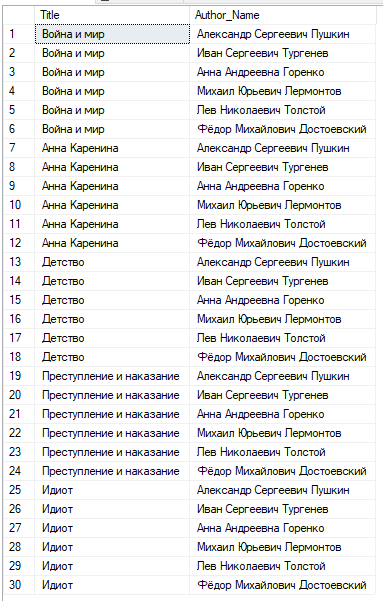 Title Author_Name
1 Война и мир Александр Сергеевич Пушкин
2 Война и мир Иван Сергеевич Тургенев
3 Война и мир Анна Андреевна Горенко
4 Война и мир Михаил Юрьевич Лермонтов
5 Война и мир Лев Николаевич Толстой
6 Война и мир Фёдор Михайлович Достоевский
7 Анна Каренина Александр Сергеевич Пушкин
8 Анна Каренина Иван Сергеевич Тургенев
9 Анна Каренина Анна Андреевна Горенко
10 Анна Каренина Михаил Юрьевич Лермонтов
11 Анна Каренина Лев Николаевич Толстой
12 Анна Каренина Фёдор Михайлович Достоевский
13 Детство Александр Сергеевич Пушкин
14 Детство Иван Сергеевич Тургенев
15 Детство Анна Андреевна Горенко
16 Детство Михаил Юрьевич Лермонтов
17 Детство Лев Николаевич Толстой
18 Детство Фёдор Михайлович Достоевский
19 Преступление и наказание Александр Сергеевич Пушкин
20 Преступление и наказание Иван Сергеевич Тургенев
21 Преступление и наказание Анна Андреевна Горенко
22 Преступление и наказание Михаил Юрьевич Лермонтов
23 Преступление и наказание Лев Николаевич Толстой
24 Преступление и наказание Фёдор Михайлович Достоевский
25 Идиот Александр Сергеевич Пушкин
26 Идиот Иван Сергеевич Тургенев
27 Идиот Анна Андреевна Горенко
28 Идиот Михаил Юрьевич Лермонтов
29 Идиот Лев Николаевич Толстой
30 Идиот Фёдор Михайлович Достоевский